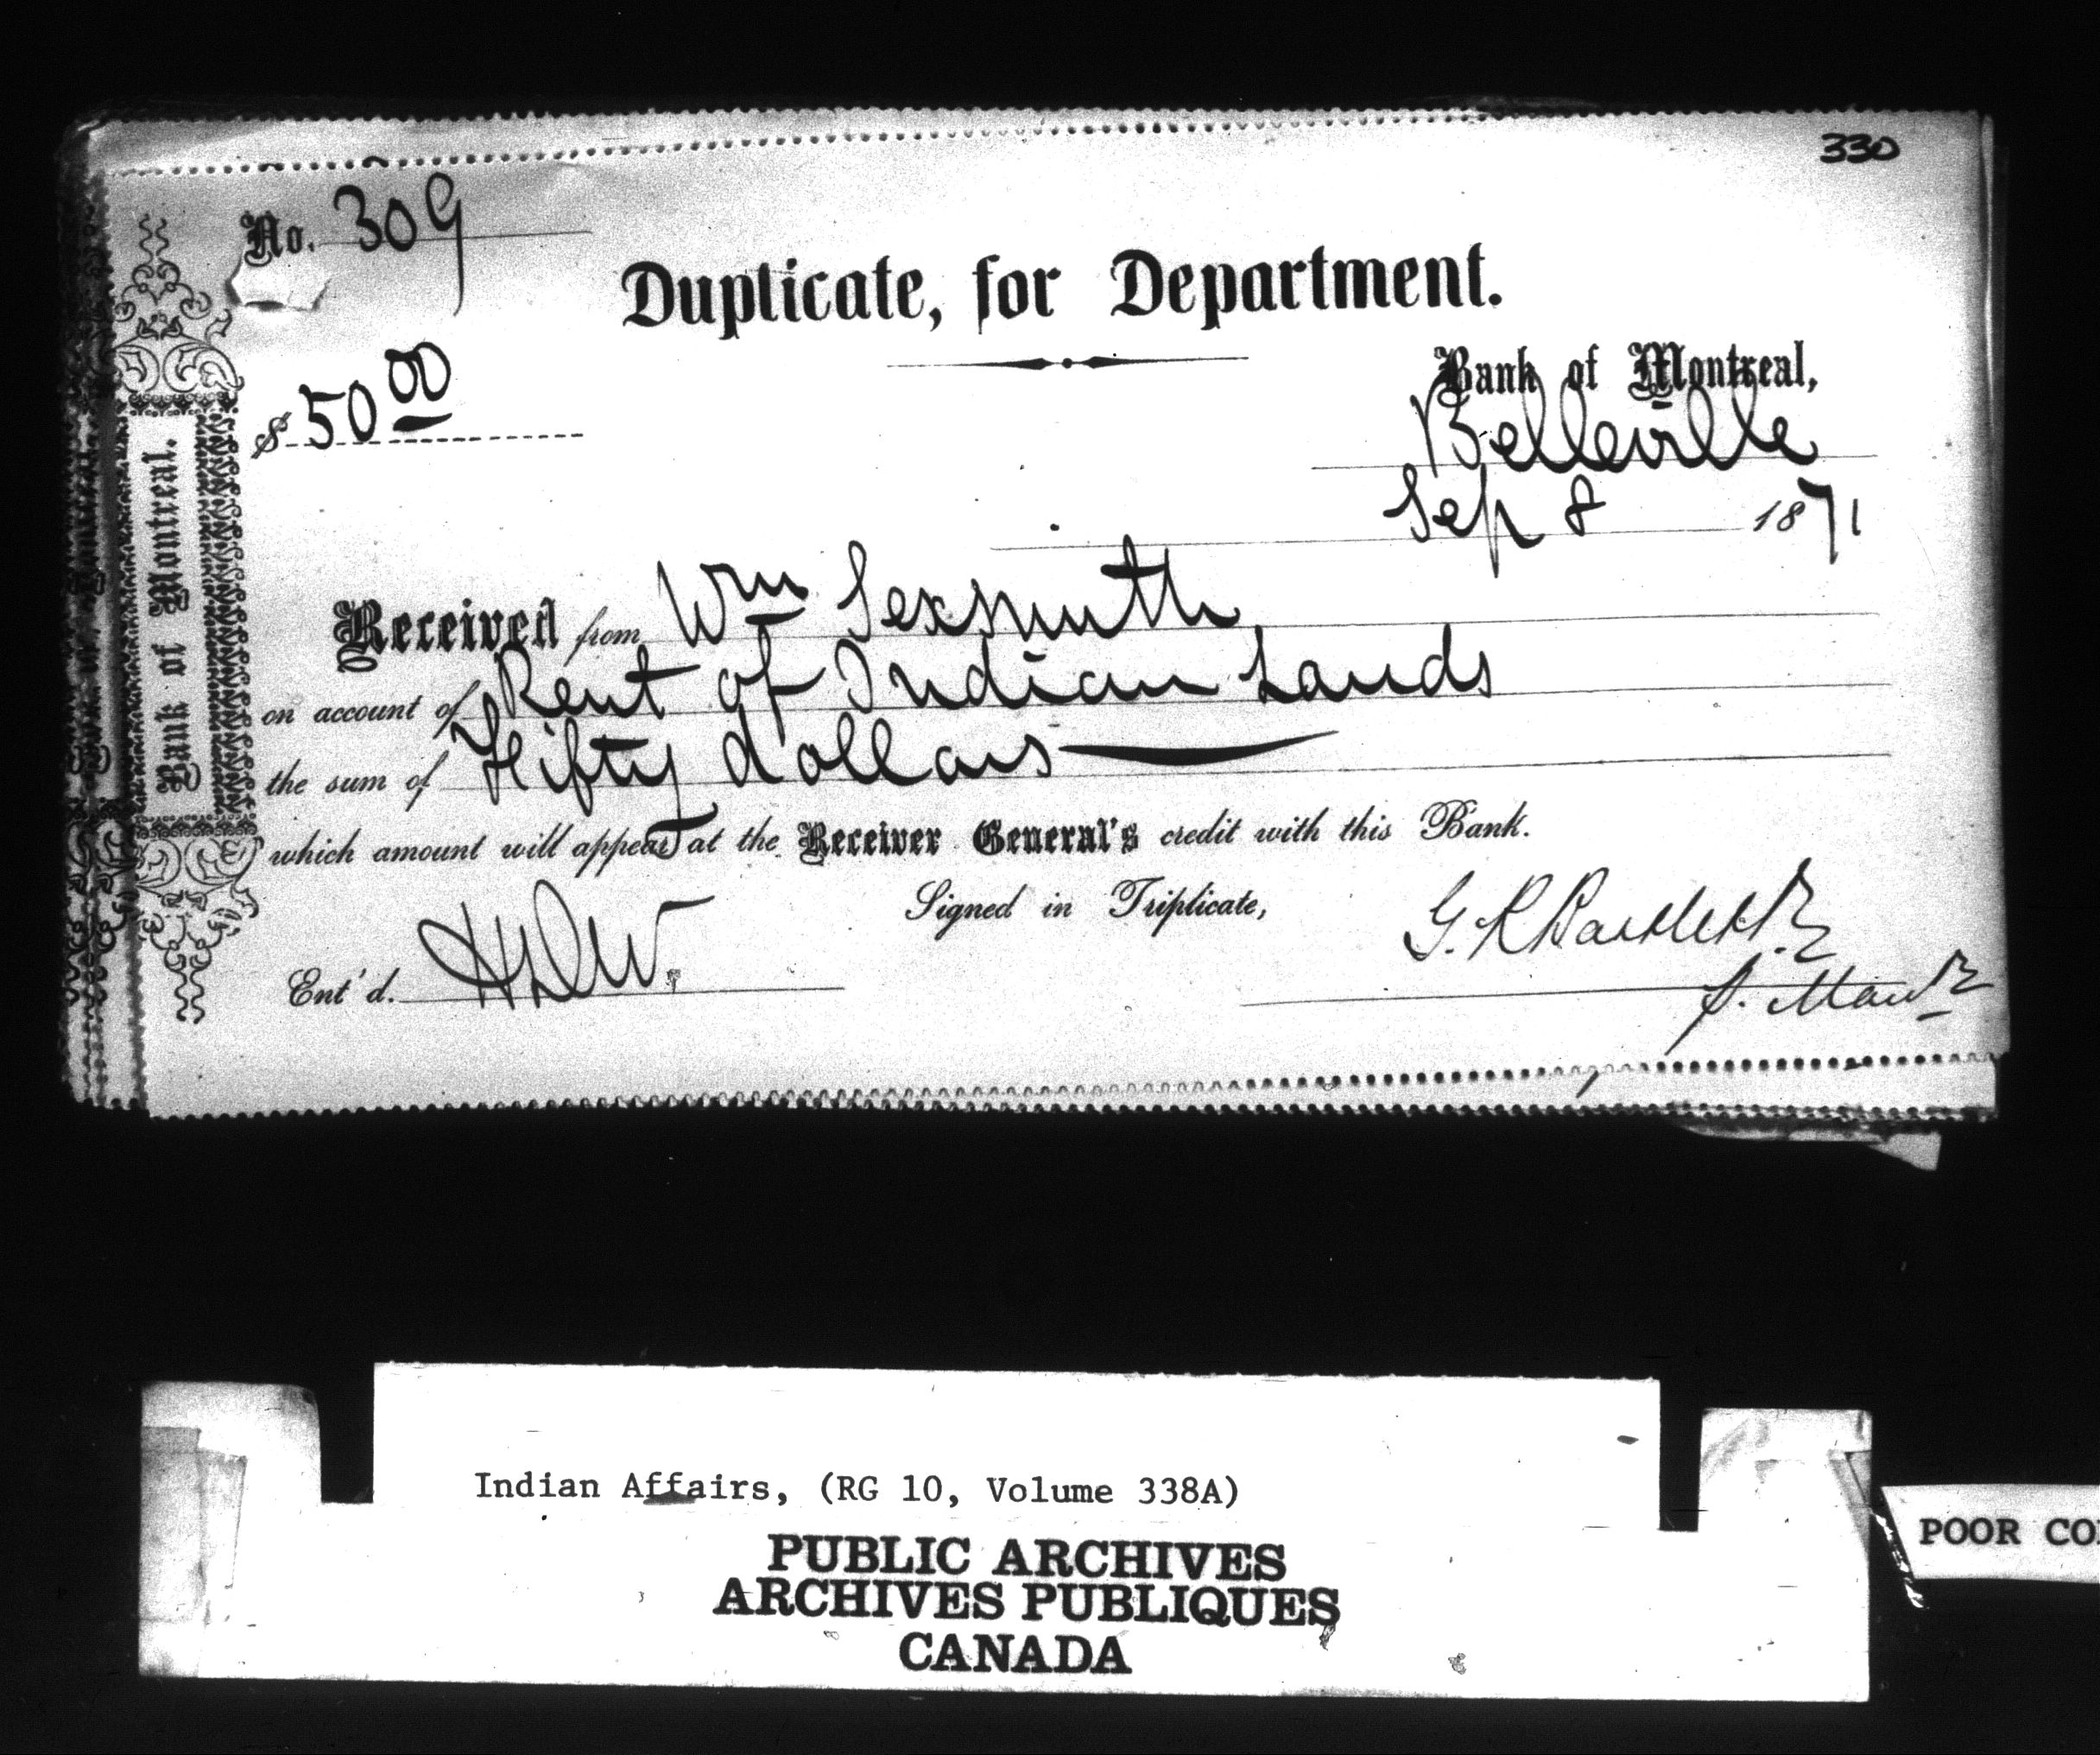 330
No. 309
Duplicate, for Department.
$ 50 00
Bank of Montreal,
Belleville
Sep 8 1871
Received from Wm Sexsmith
on account of Rent of Indian Lands
the sum of Fifty dollars
which amount will appear at the Receiver General's credit with this Bank.
Signed in Triplicate,
G. R Bartlett
Ent'd. HDW.
Bank of Montreal.
Indian Affairs, (RG 10, Volume 338A)
PUBLIC ARCHIVES
ARCHIVES PUBLIQUES
CANADA
POOR